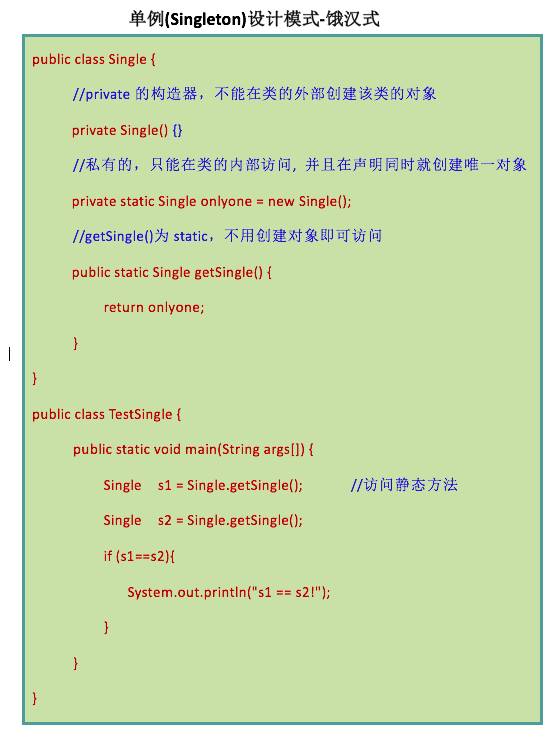 单例(Singleton)设计模式-饿汉式
public class Single {
//private 的构造器，不能在类的外部创建该类的对象
private Single() {}
//私有的，只能在类的内部访问, 并且在声明同时就创建唯一对象
private static Single onlyone = new Single();
//getSingle()为 static，不用创建对象即可访问
public static Single getSingle() {
return onlyone;
}
}
public class TestSingle {
public static void main(String args[]) {
Single s1 = Single.getSingle(); //访问静态方法
Single s2 = Single.getSingle();
if (s1==s2){
System.out.println("s1 == s2!");
}
}
}